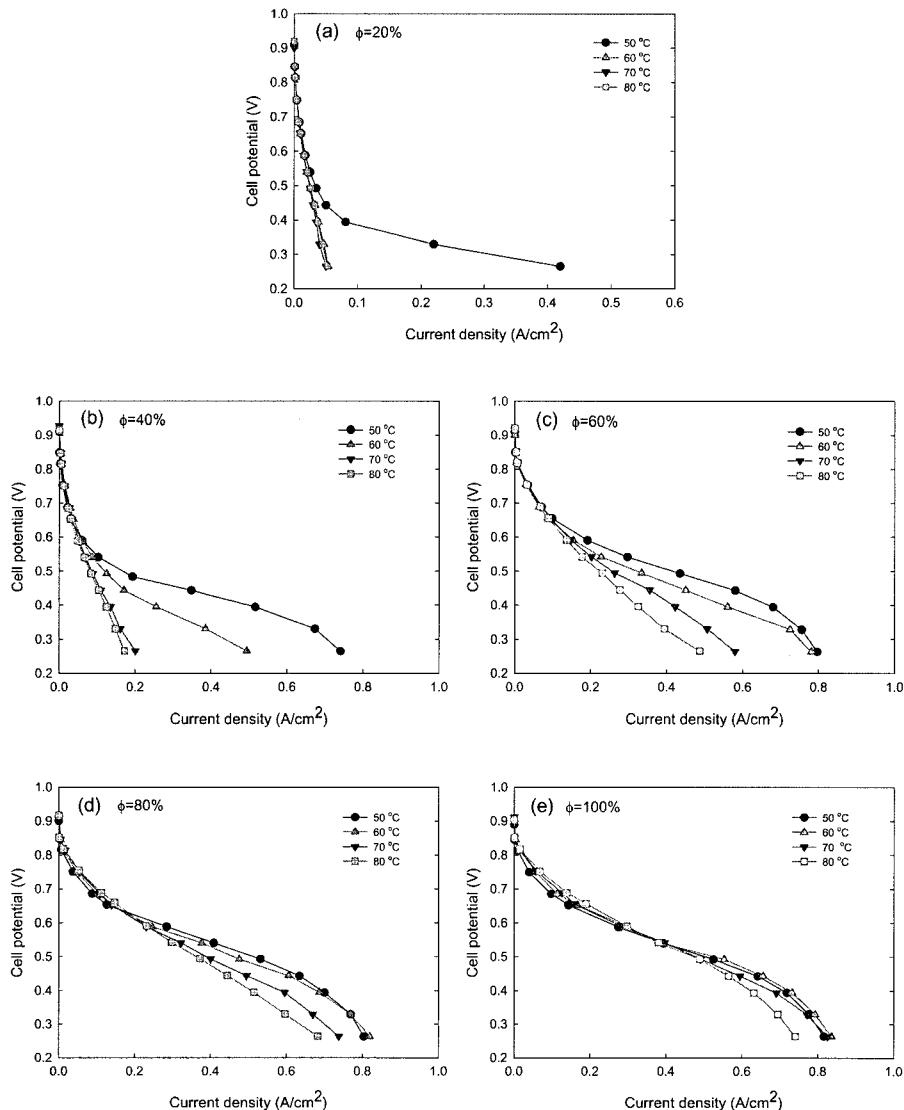 (a) ϕ=20%
50 °C
60 °C
70 °C
80 °C
1.0
0.9
0.8
0.7
0.6
0.5
0.4
0.3
0.2
Cell potential (V)
0.0 0.1 0.2 0.3 0.4 0.5 0.6
Current density (A/cm²)
(b) ϕ=40%
50 °C
60 °C
70 °C
80 °C
1.0
0.9
0.8
0.7
0.6
0.5
0.4
0.3
0.2
Cell potential (V)
0.0 0.2 0.4 0.6 0.8 1.0
Current density (A/cm²)
(c) ϕ=60%
50 °C
60 °C
70 °C
80 °C
1.0
0.9
0.8
0.7
0.6
0.5
0.4
0.3
0.2
Cell potential (V)
0.0 0.2 0.4 0.6 0.8 1.0
Current density (A/cm²)
(d) ϕ=80%
50 °C
60 °C
70 °C
80 °C
1.0
0.9
0.8
0.7
0.6
0.5
0.4
0.3
0.2
Cell potential (V)
0.0 0.2 0.4 0.6 0.8 1.0
Current density (A/cm²)
(e) ϕ=100%
50 °C
60 °C
70 °C
80 °C
1.0
0.9
0.8
0.7
0.6
0.5
0.4
0.3
0.2
Cell potential (V)
0.0 0.2 0.4 0.6 0.8 1.0
Current density (A/cm²)